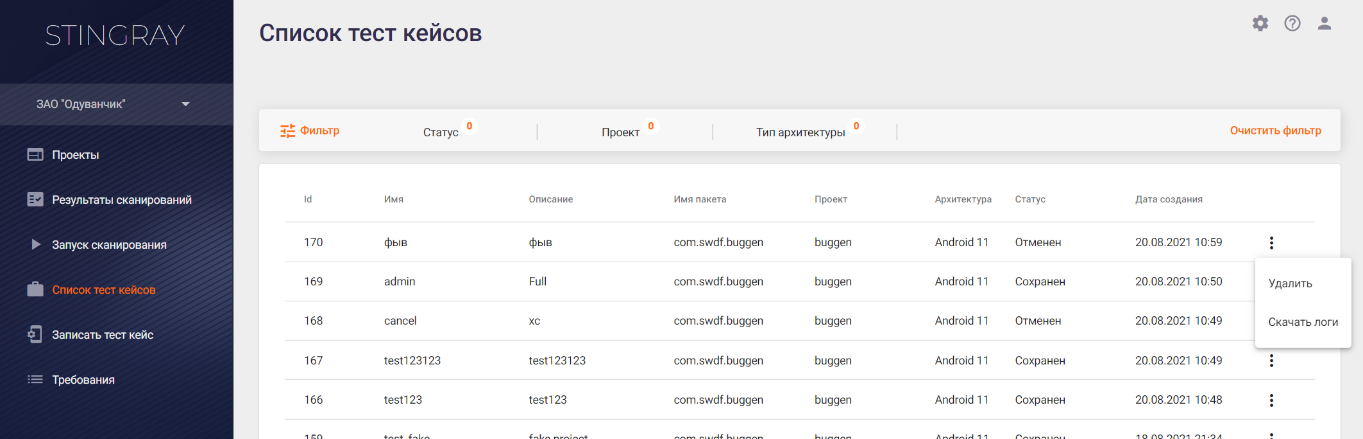 STINGRAY
Список тест кейсов
ЗАО "Одуванчик"
Проекты
Результаты сканирований
Запуск сканирования
Список тест кейсов
Записать тест кейс
Требования
Фильтр Статус 0 Проект 0 Тип архитектуры 0 Очистить фильтр
Id Имя Описание Имя пакета Проект Архитектура Статус Дата создания
170 фыв фыв com.swdf.buggen buggen Android 11 Отменен 20.08.2021 10:59
169 admin Full com.swdf.buggen buggen Android 11 Сохранен 20.08.2021 10:50
Удалить
168 cancel xc com.swdf.buggen buggen Android 11 Отменен 20.08.2021 10:49
Скачать логи
167 test123123 test123123 com.swdf.buggen buggen Android 11 Сохранен 20.08.2021 10:49
166 test123 test123 com.swdf.buggen buggen Android 11 Сохранен 20.08.2021 10:48
159 test_fake fake project com.swdf.buggen buggen Android 11 Сохранен 18.08.2021 21:34